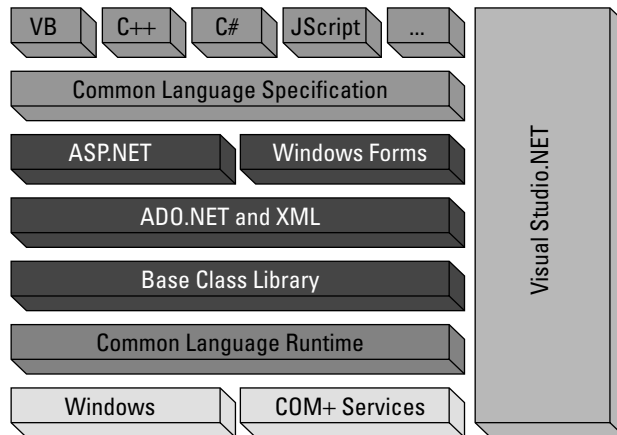 VB
C++
C#
JScript
...
Common Language Specification
ASP.NET
Windows Forms
ADO.NET and XML
Base Class Library
Common Language Runtime
Windows
COM+ Services
Visual Studio.NET